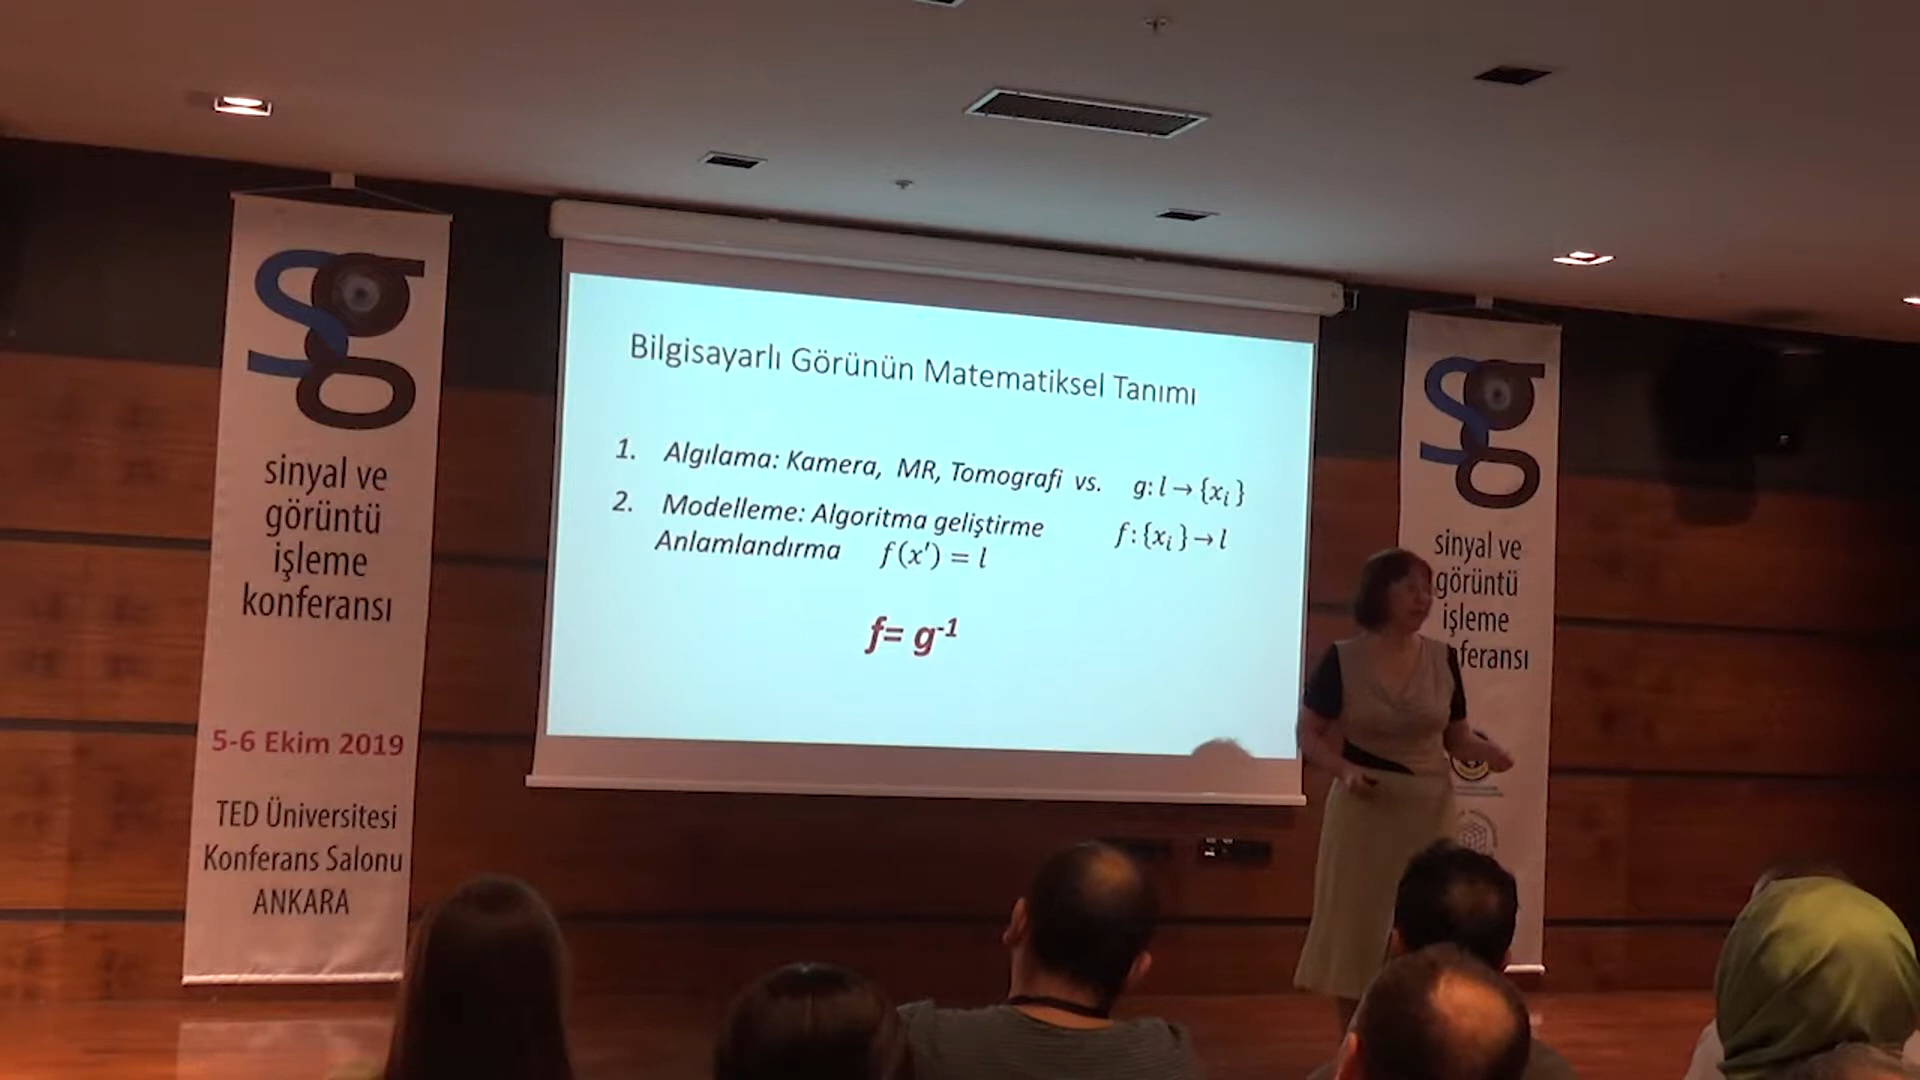 sinyal ve
görüntü
işleme
konferansı
5-6 Ekim 2019
TED Üniversitesi
Konferans Salonu
ANKARA
Bilgisayarlı Görünün Matematiksel Tanımı
1. Algılama: Kamera, MR, Tomografi vs. g: l → {xᵢ}
2. Modelleme: Algoritma geliştirme f: {xᵢ} → l
Anlamlandırma f(x′) = l
f= g⁻¹
sinyal ve
görüntü
işleme
nferansı